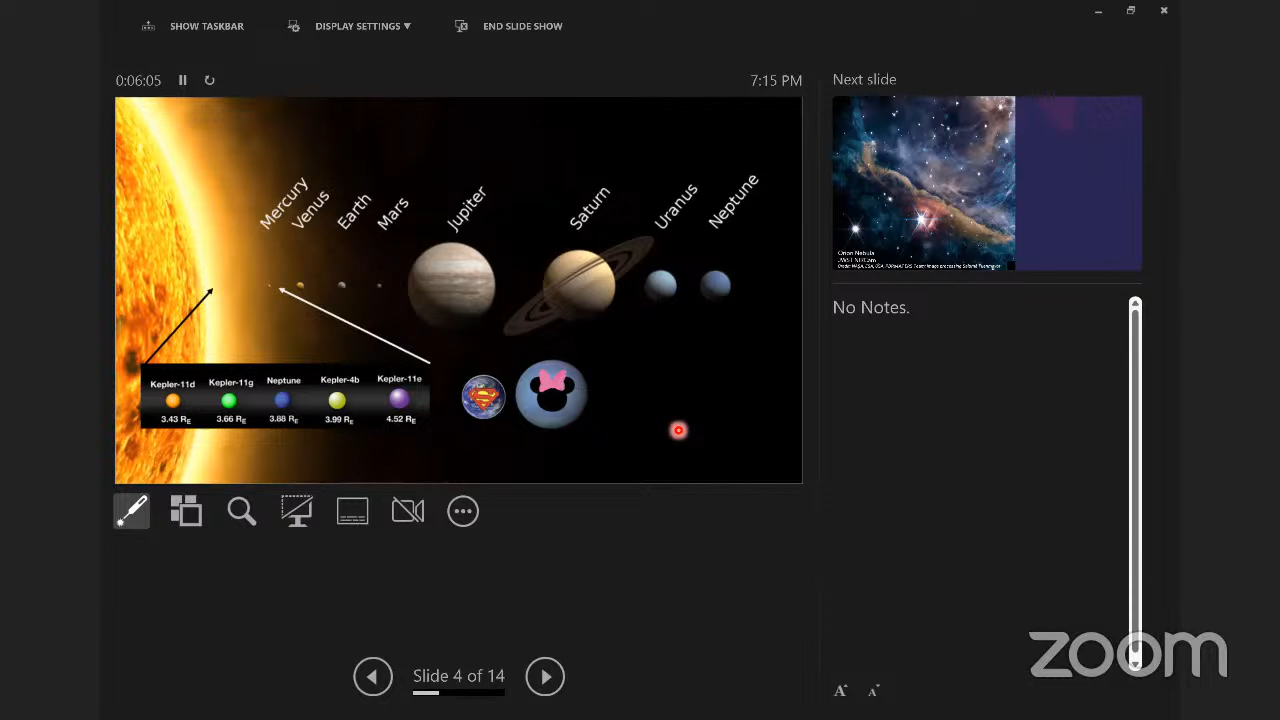 SHOW TASKBAR
DISPLAY SETTINGS ▼
END SLIDE SHOW
0:06:05
7:15 PM
Next slide
Mercury
Venus
Earth
Mars
Jupiter
Saturn
Uranus
Neptune
Kepler-11d
Kepler-11g
Neptune
Kepler-4b
Kepler-11e
3.43 RE
3.66 RE
3.88 RE
3.99 RE
4.52 RE
S
Orion Nebula
JWST NIRCam
No Notes.
Slide 4 of 14
A
A
zoom